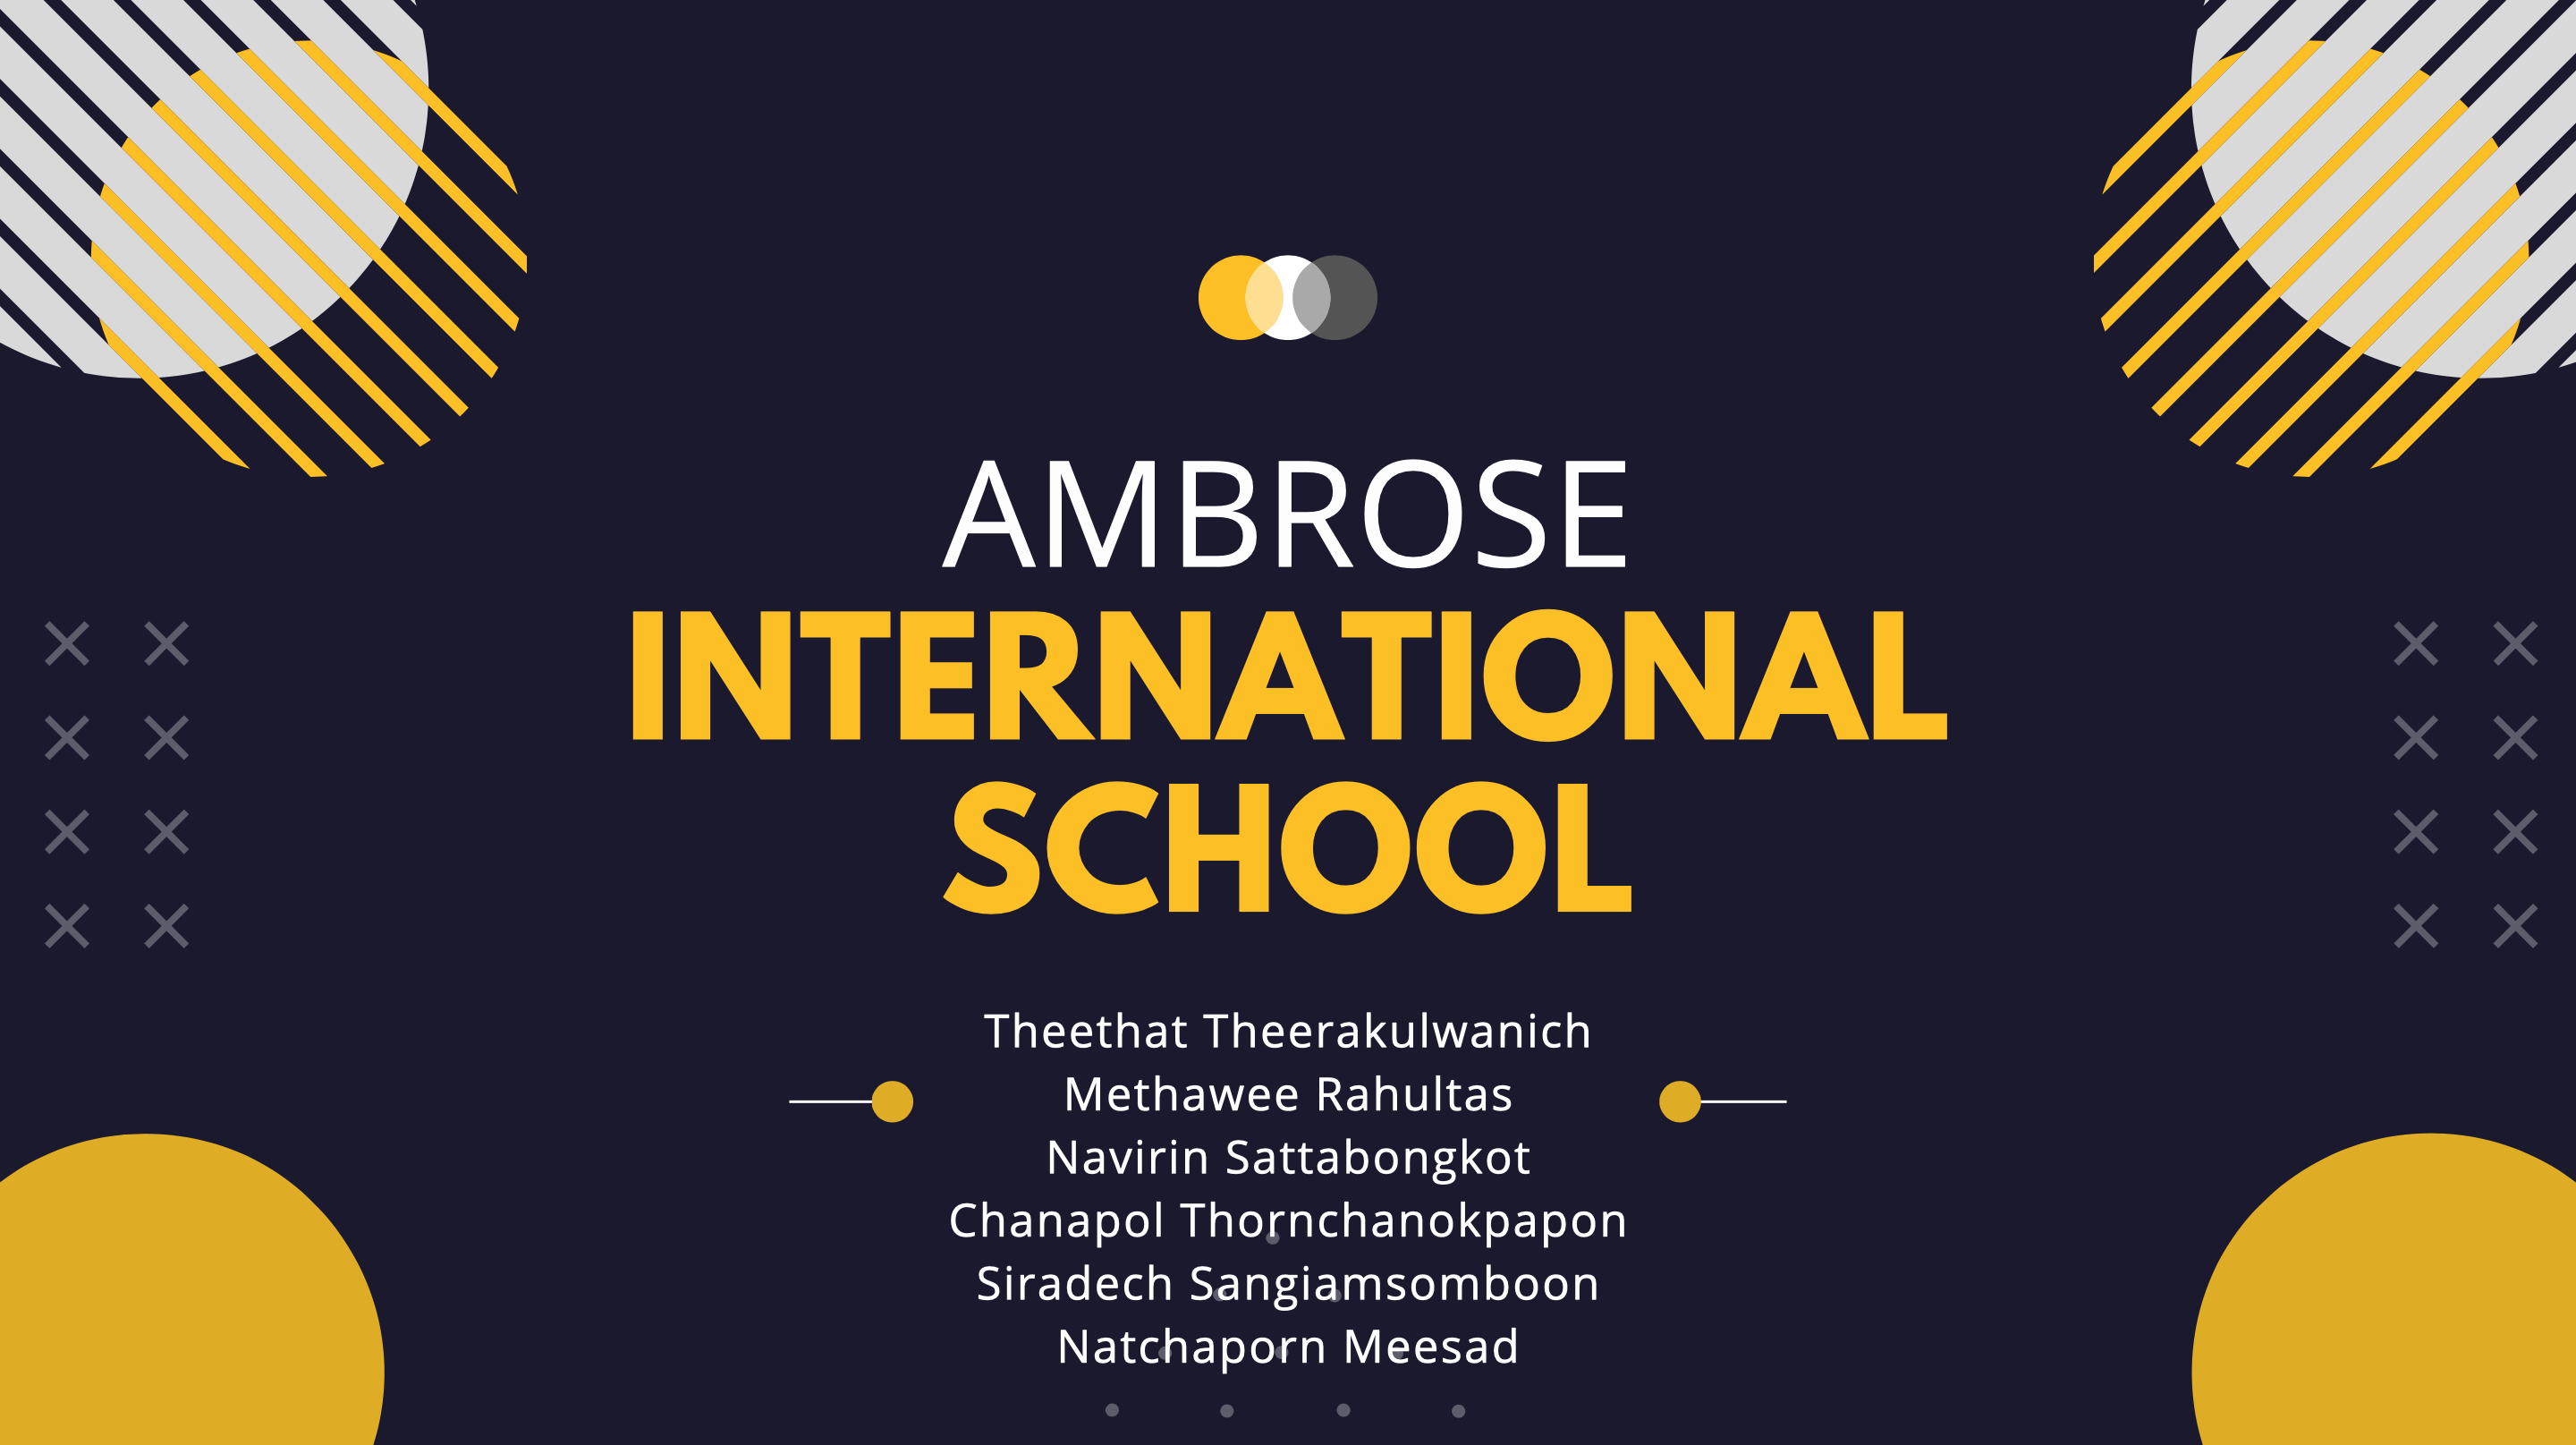 AMBROSE
INTERNATIONAL
SCHOOL
Theethat Theerakulwanich
Methawee Rahultas
Navirin Sattabongkot
Chanapol Thornchanokpapon
Siradech Sangiamsomboon
Natchaporn Meesad